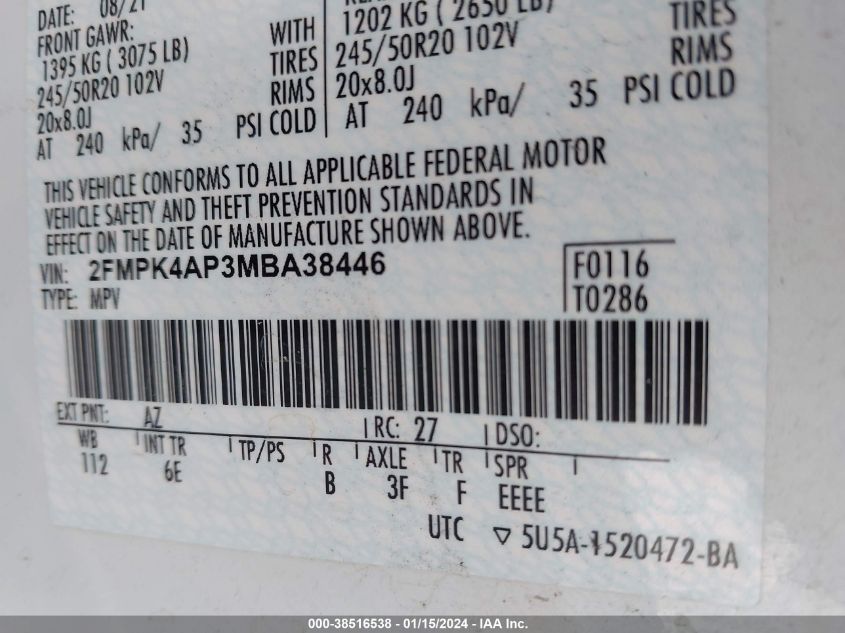 DATE: 08/21
FRONT GAWR:
1395 KG ( 3075 LB) WITH
245/50R20 102V TIRES
20x8.0J RIMS
AT 240 kPa/ 35 PSI COLD
1202 KG ( 2650 LB)
245/50R20 102V TIRES
20x8.0J RIMS
AT 240 kPa/ 35 PSI COLD
THIS VEHICLE CONFORMS TO ALL APPLICABLE FEDERAL MOTOR
VEHICLE SAFETY AND THEFT PREVENTION STANDARDS IN
EFFECT ON THE DATE OF MANUFACTURE SHOWN ABOVE.
VIN: 2FMPK4AP3MBA38446 F0116
TYPE: MPV T0286
EXT PNT: AZ RC: 27 DSO:
WB INT TR TP/PS R AXLE TR SPR
112 6E B 3F F EEEE
UTC ▽ 5U5A-1520472-BA
000-38516538 - 01/15/2024 - IAA Inc.